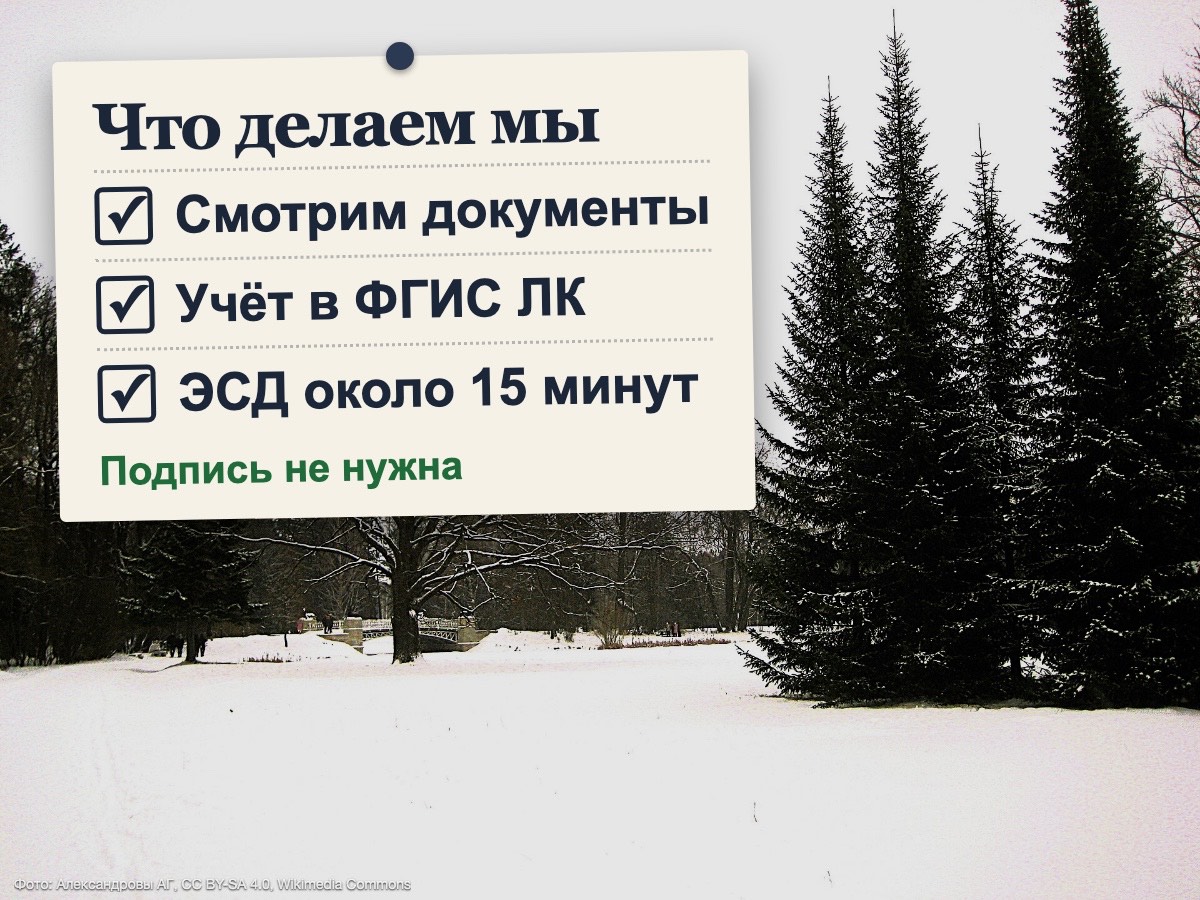 Что делаем мы
Смотрим документы
Учёт в ФГИС ЛК
ЭСД около 15 минут
Подпись не нужна
Фото: Александровы АГ, CC BY-SA 4.0, Wikimedia Commons